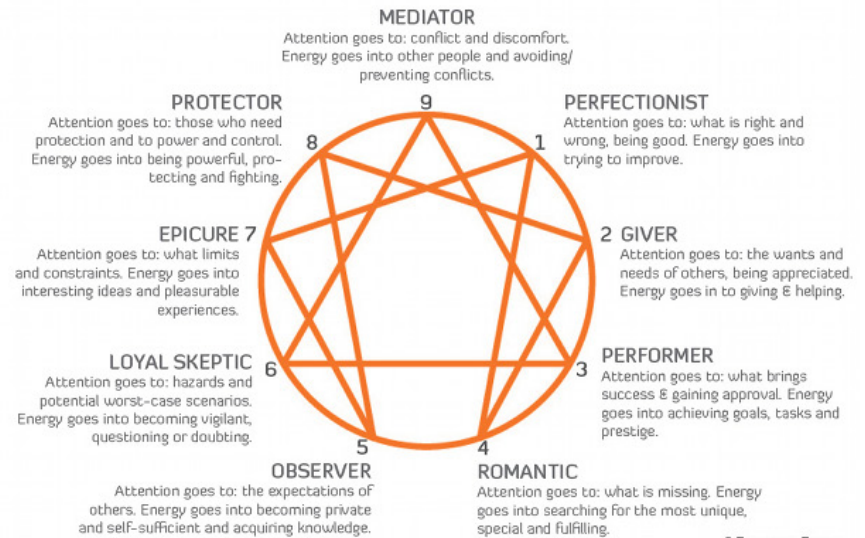 MEDIATOR
Attention goes to: conflict and discomfort.
Energy goes into other people and avoiding/
preventing conflicts.
9
PROTECTOR
Attention goes to: those who need
protection and to power and control.
Energy goes into being powerful, pro-
tecting and fighting.
8
PERFECTIONIST
Attention goes to: what is right and
wrong, being good. Energy goes into
trying to improve.
1
EPICURE 7
Attention goes to: what limits
and constraints. Energy goes into
interesting ideas and pleasurable
experiences.
2 GIVER
Attention goes to: the wants and
needs of others, being appreciated.
Energy goes in to giving & helping.
LOYAL SKEPTIC
6
Attention goes to: hazards and
potential worst-case scenarios.
Energy goes into becoming vigilant,
questioning or doubting.
PERFORMER
3
Attention goes to: what brings
success & gaining approval. Energy
goes into achieving goals, tasks and
prestige.
5
OBSERVER
Attention goes to: the expectations of
others. Energy goes into becoming private
and self-sufficient and acquiring knowledge.
4
ROMANTIC
Attention goes to: what is missing. Energy
goes into searching for the most unique,
special and fulfilling.